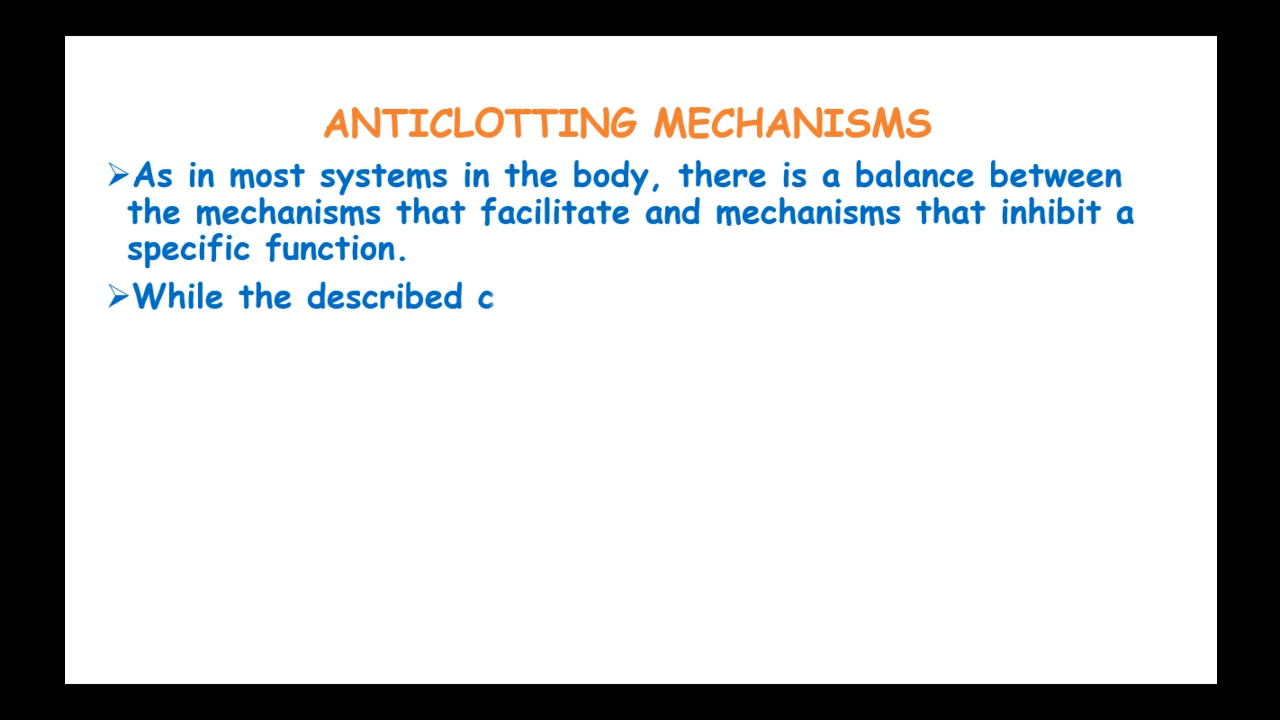 ANTICLOTTING MECHANISMS
➢As in most systems in the body, there is a balance between
the mechanisms that facilitate and mechanisms that inhibit a
specific function.
➢While the described c